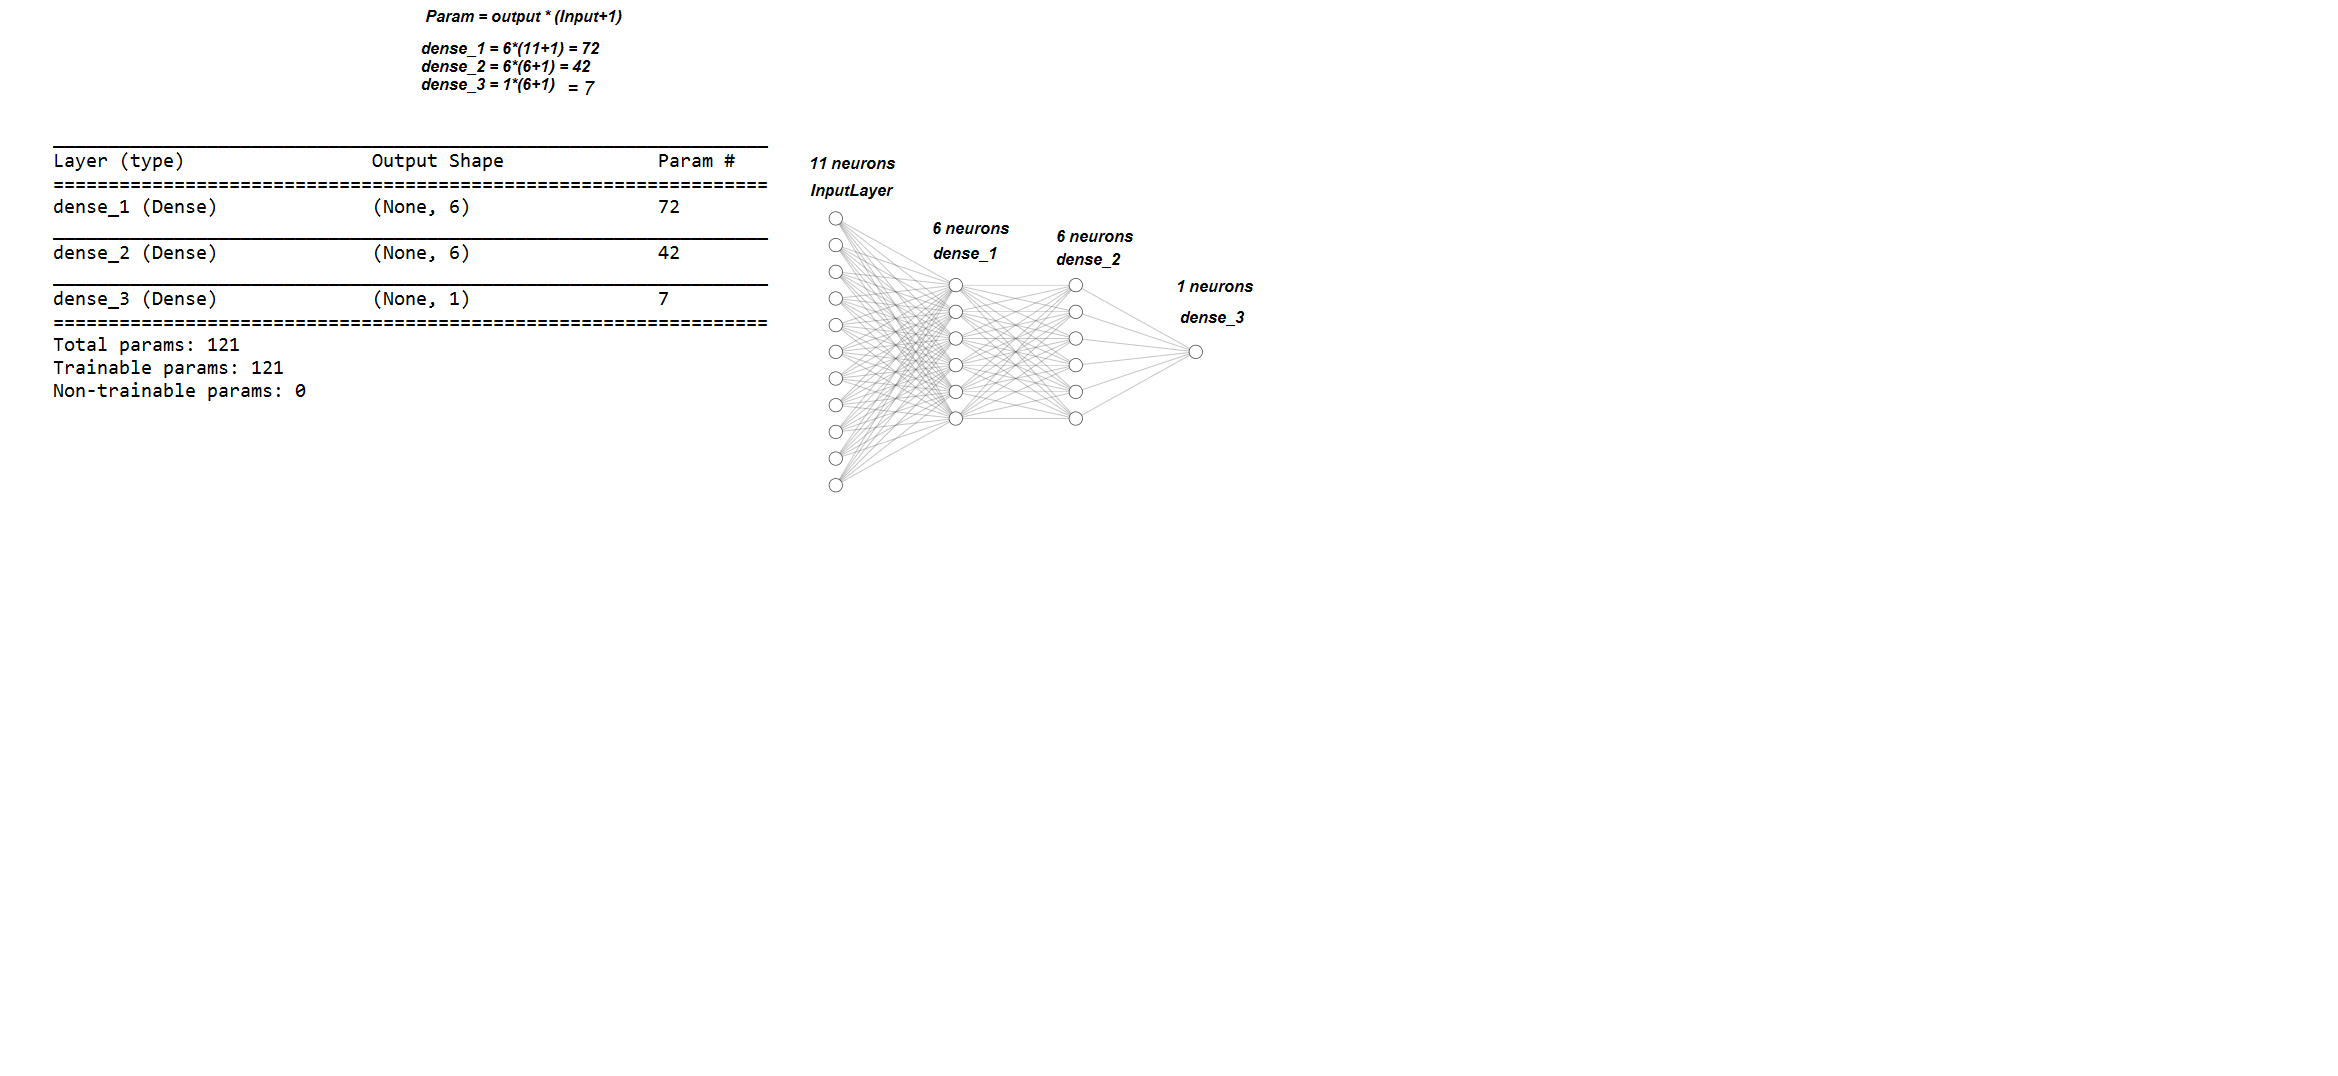 Param = output * (Input+1)
dense_1 = 6*(11+1) = 72
dense_2 = 6*(6+1) = 42
dense_3 = 1*(6+1) = 7
Layer (type) Output Shape Param #
dense_1 (Dense) (None, 6) 72
dense_2 (Dense) (None, 6) 42
dense_3 (Dense) (None, 1) 7
Total params: 121
Trainable params: 121
Non-trainable params: 0
11 neurons
InputLayer
6 neurons
dense_1
6 neurons
dense_2
1 neurons
dense_3